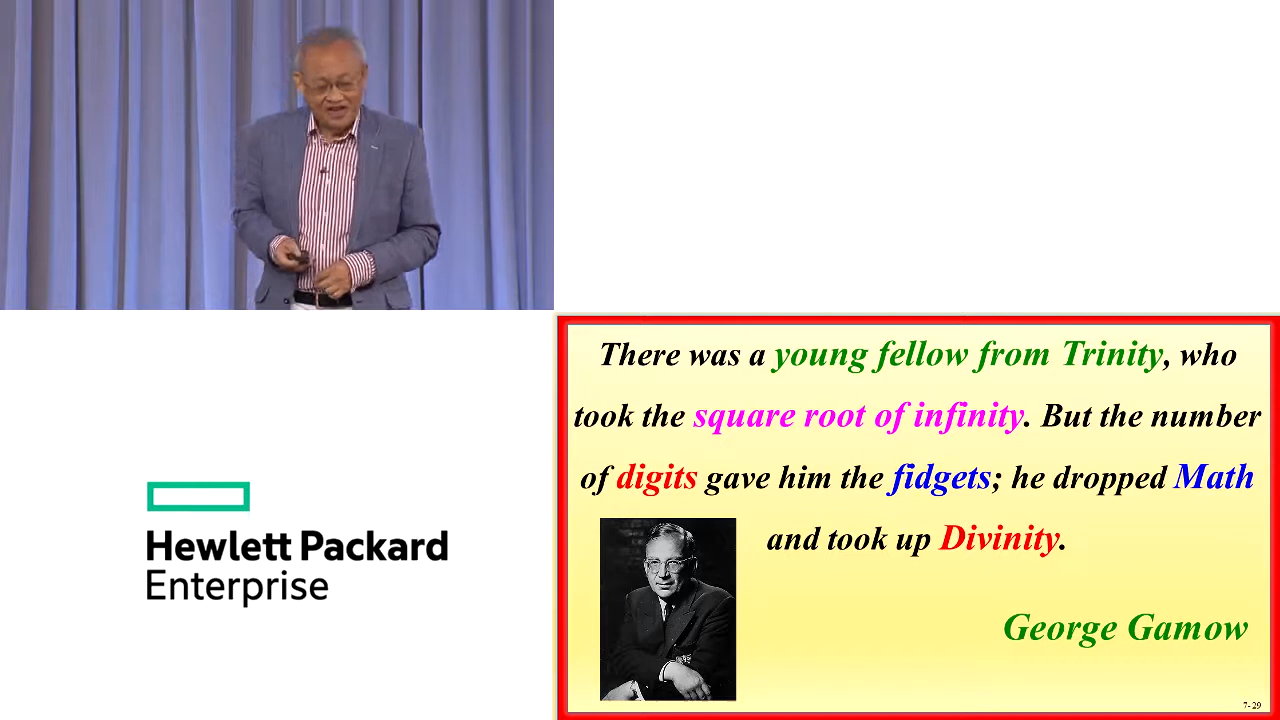 There was a young fellow from Trinity, who
took the square root of infinity. But the number
of digits gave him the fidgets; he dropped Math
and took up Divinity.
George Gamow
7- 29
Hewlett Packard
Enterprise